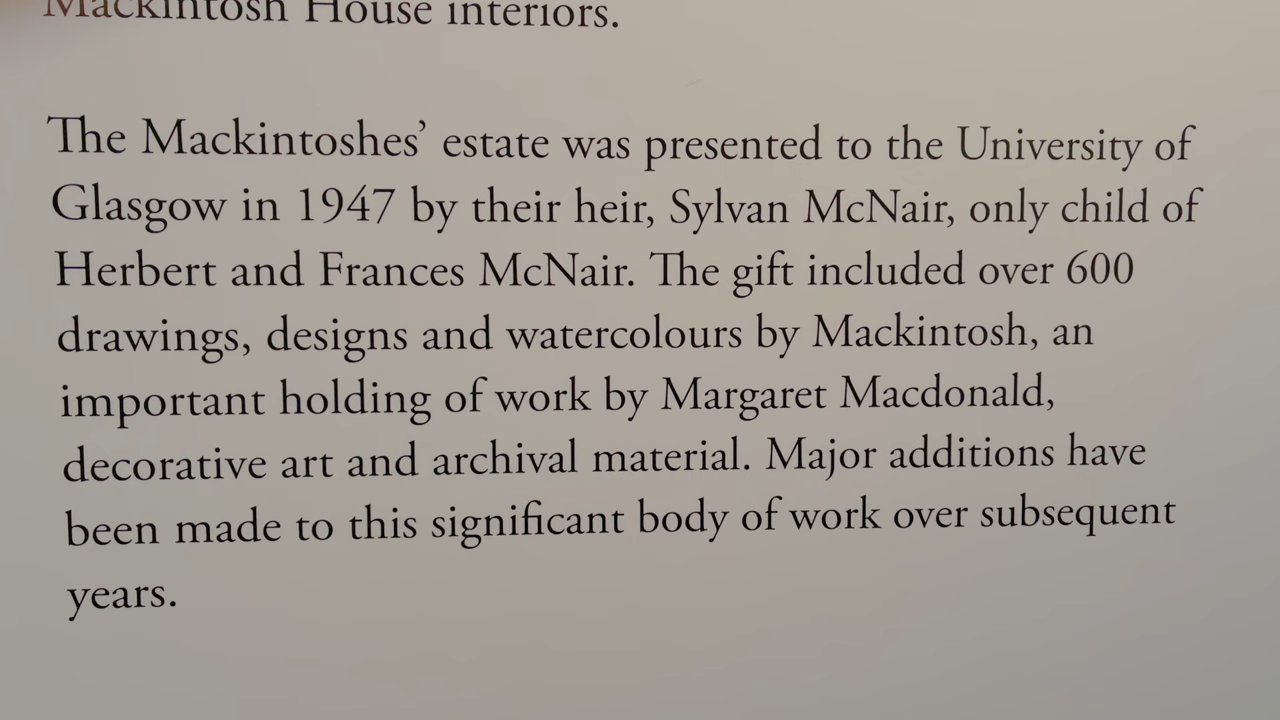 Mackintosh House interiors.
The Mackintoshes’ estate was presented to the University of
Glasgow in 1947 by their heir, Sylvan McNair, only child of
Herbert and Frances McNair. The gift included over 600
drawings, designs and watercolours by Mackintosh, an
important holding of work by Margaret Macdonald,
decorative art and archival material. Major additions have
been made to this significant body of work over subsequent
years.